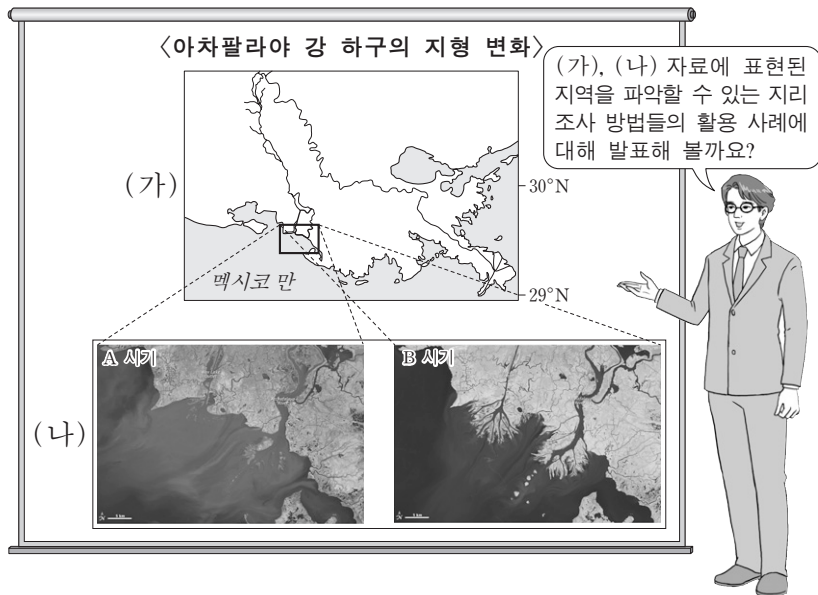 <아차팔라야 강 하구의 지형 변화>
(가), (나) 자료에 표현된
지역을 파악할 수 있는 지리
조사 방법들의 활용 사례에
대해 발표해 볼까요?
(가)
30°N
멕시코 만
29°N
(나)
A 시기
B 시기